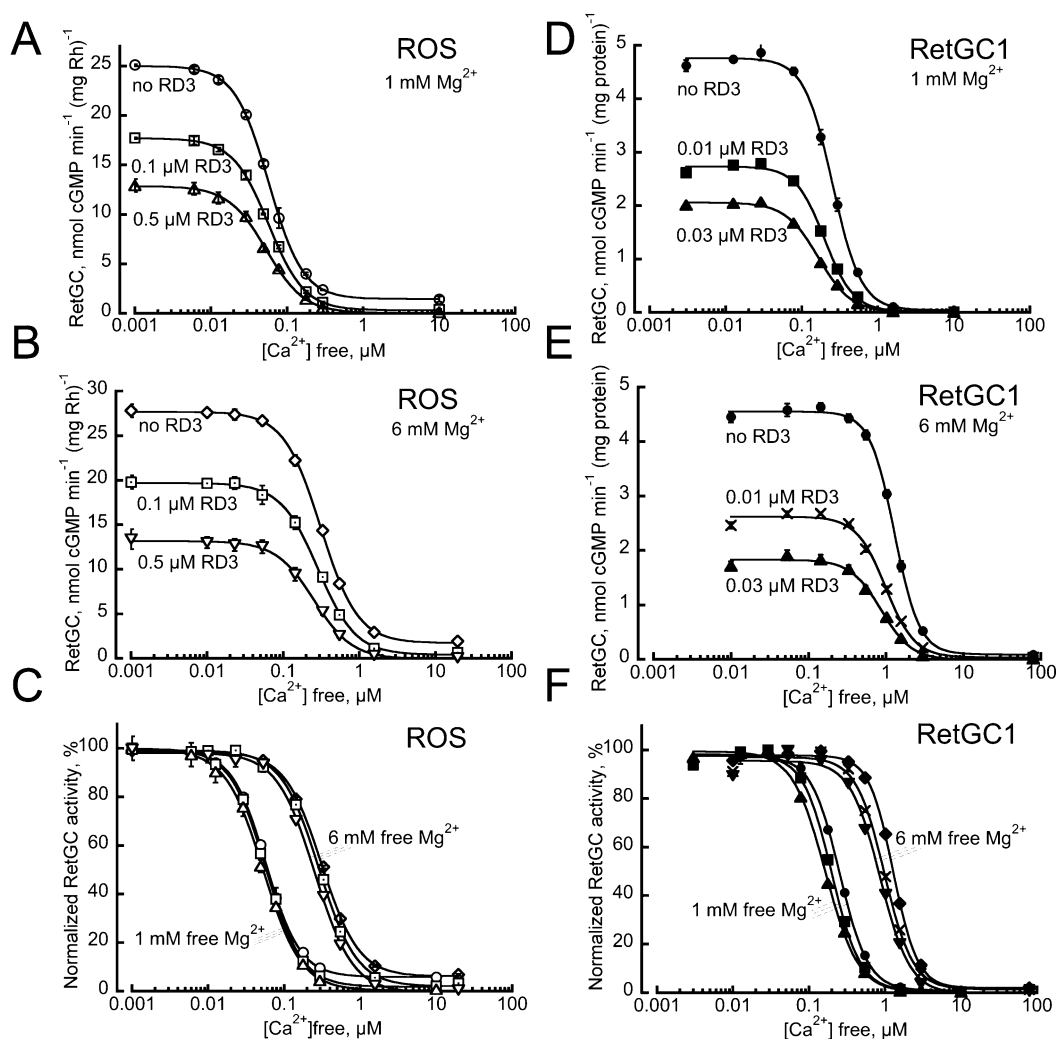 A
ROS
1 mM Mg²⁺
RetGC, nmol cGMP min⁻¹ (mg Rh)⁻¹
25
20
15
10
5
0
no RD3
0.1 µM RD3
0.5 µM RD3
0.001 0.01 0.1 1 10 100
[Ca²⁺] free, µM
D
RetGC1
1 mM Mg²⁺
RetGC, nmol cGMP min⁻¹ (mg protein)⁻¹
5
4
3
2
1
0
no RD3
0.01 µM RD3
0.03 µM RD3
0.001 0.01 0.1 1 10 100
[Ca²⁺] free, µM
B
ROS
6 mM Mg²⁺
RetGC, nmol cGMP min⁻¹ (mg Rh)⁻¹
30
25
20
15
10
5
0
no RD3
0.1 µM RD3
0.5 µM RD3
0.001 0.01 0.1 1 10 100
[Ca²⁺] free, µM
E
RetGC1
6 mM Mg²⁺
RetGC, nmol cGMP min⁻¹ (mg protein)
5
4
3
2
1
0
no RD3
0.01 µM RD3
0.03 µM RD3
0.001 0.01 0.1 1 10 100
[Ca²⁺] free, µM
C
ROS
Normalized RetGC activity, %
100
80
60
40
20
0
6 mM free Mg²⁺
1 mM free Mg²⁺
0.001 0.01 0.1 1 10 100
[Ca²⁺]free, µM
F
RetGC1
Normalized RetGC activity, %
100
80
60
40
20
0
6 mM free Mg²⁺
1 mM free Mg²⁺
0.001 0.01 0.1 1 10 100
[Ca²⁺] free, µM